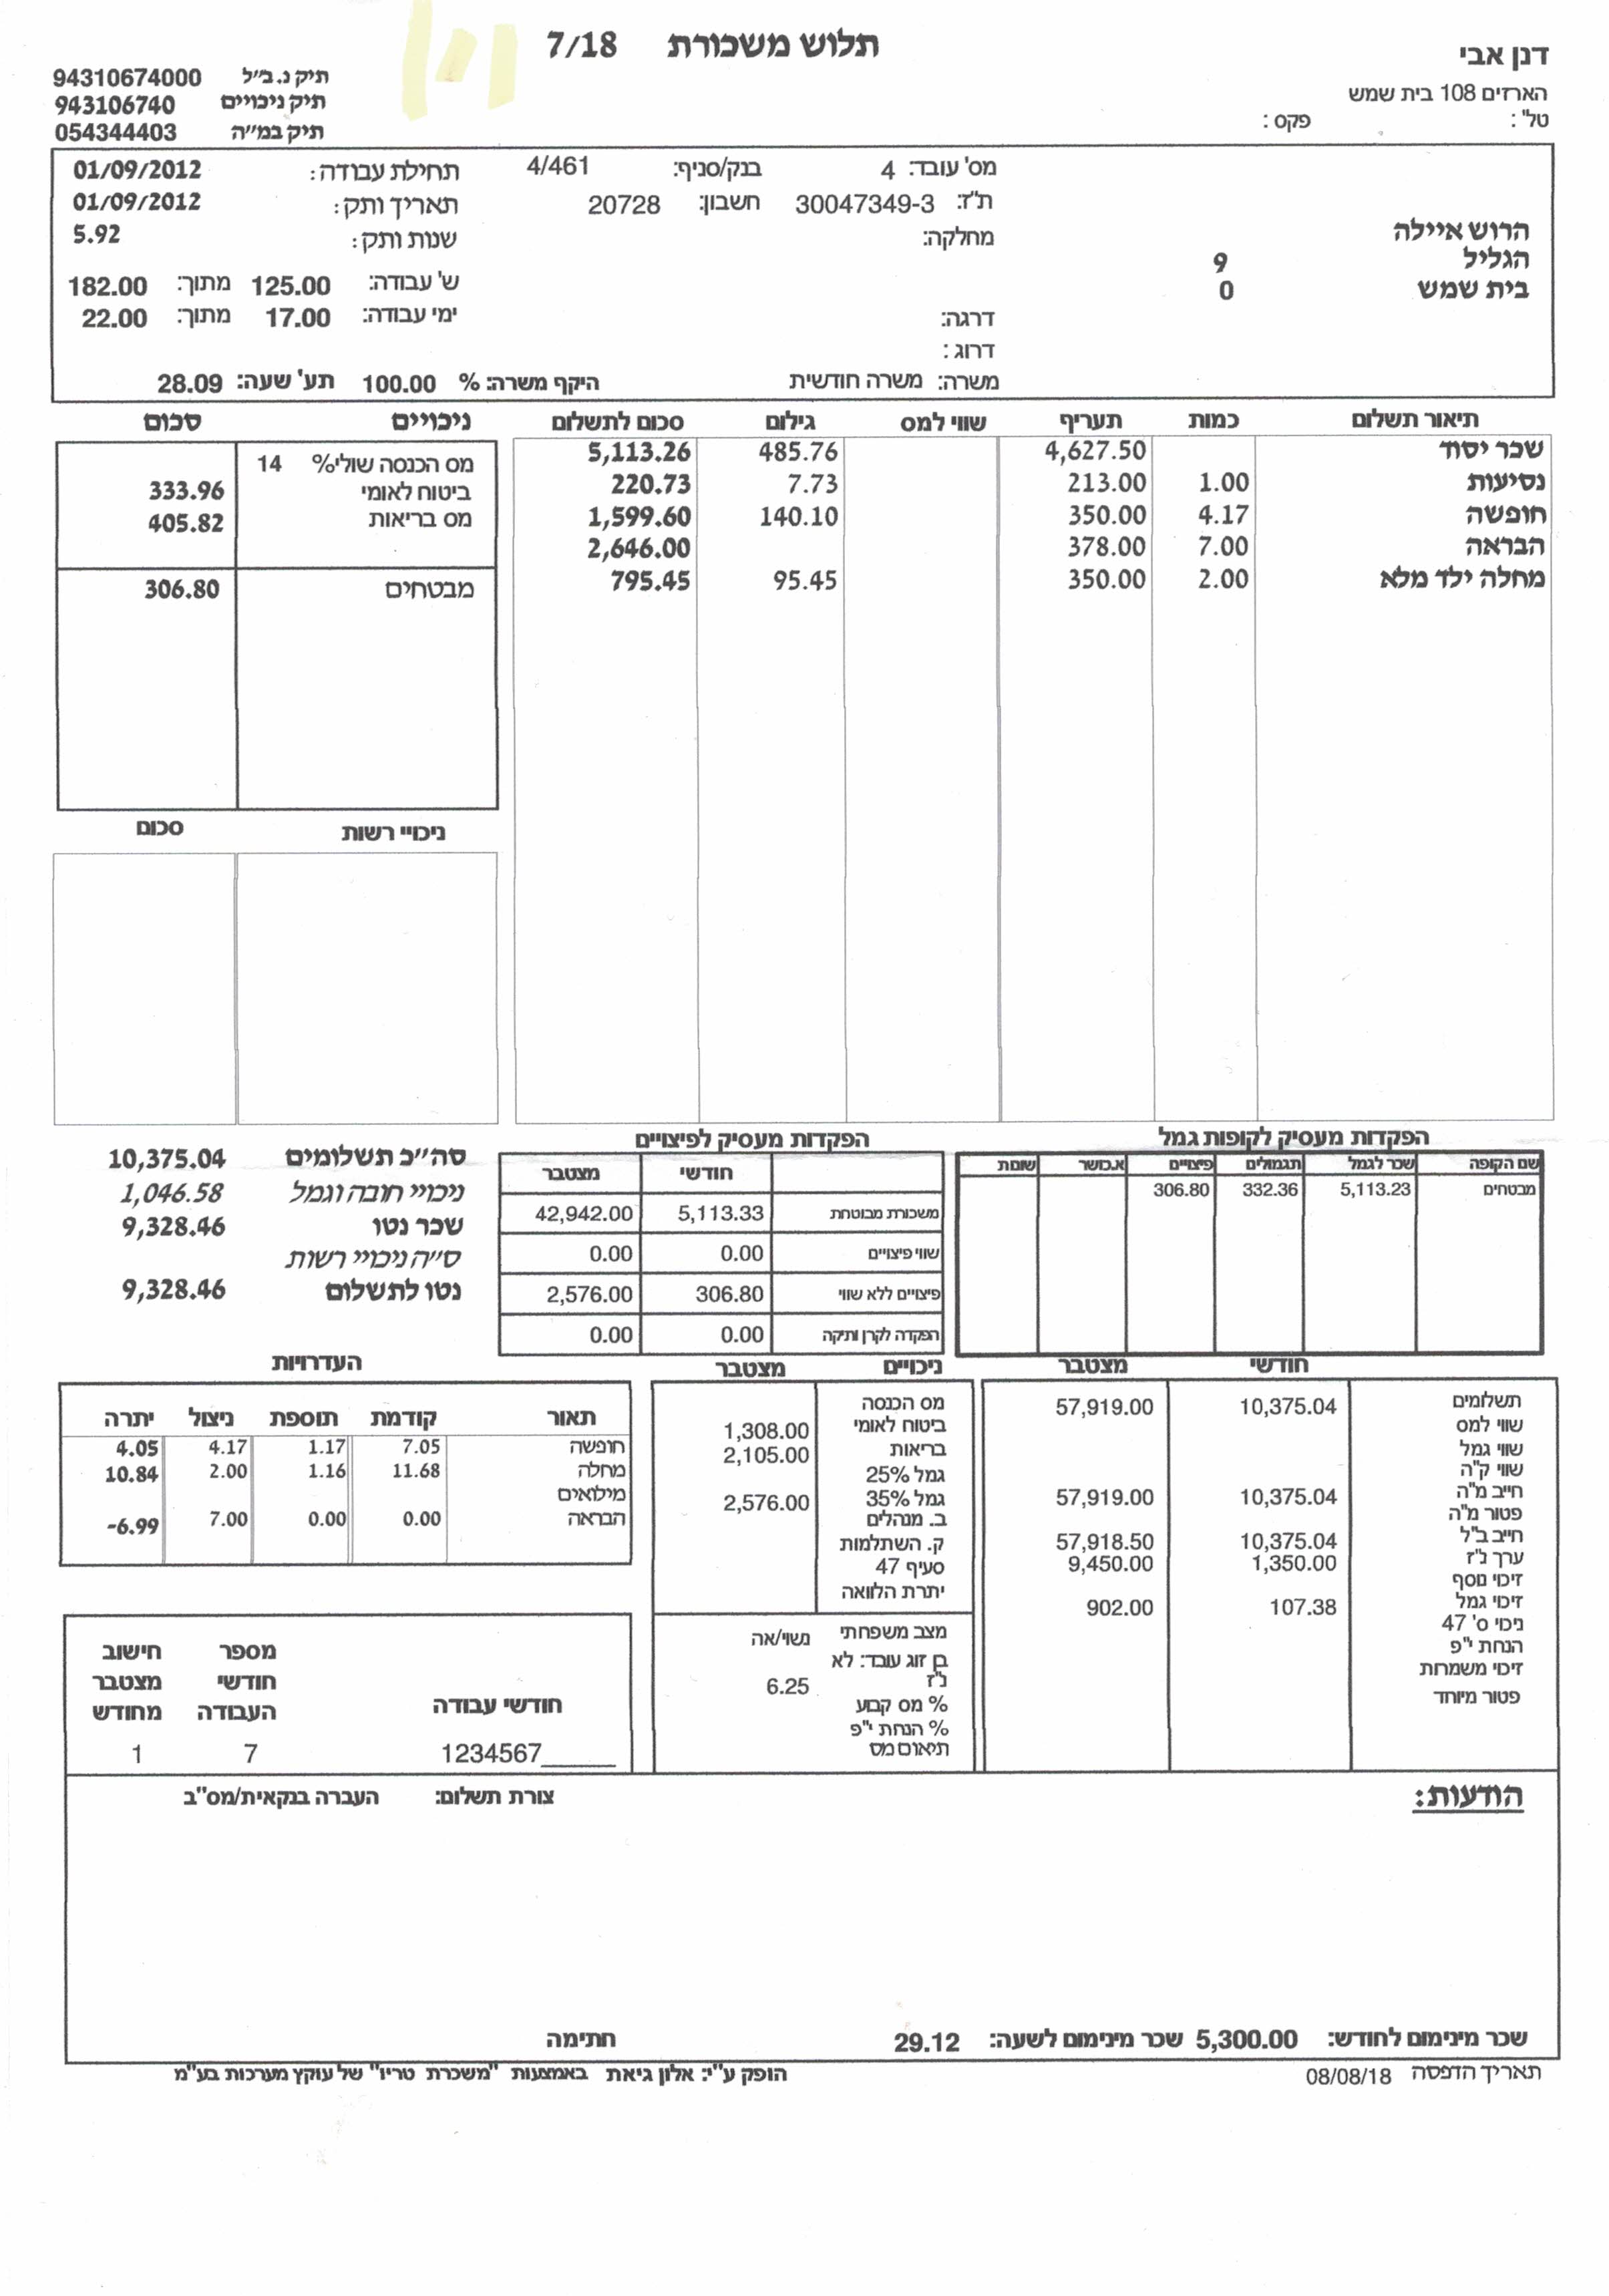 תלוש משכורת 7/18
דנן אבי
הארזים 108 בית שמש
טל': פקס:
תיק נ. ב״ל 94310674000
תיק ניכויים 943106740
תיק במ״ה 054344403
מס' עובד: 4 בנק/סניף: 4/461 תחילת עבודה: 01/09/2012
ת"ז: 30047349-3 חשבון: 20728 תאריך ותק: 01/09/2012
מחלקה: שנות ותק: 5.92
הרוש איילה
הגליל 9
בית שמש 0
ש' עבודה: 125.00 מתוך: 182.00
ימי עבודה: 17.00 מתוך: 22.00
דרגה:
דרוג:
משרה: משרה חודשית היקף משרה: % 100.00 תע' שעה: 28.09
תיאור תשלום כמות תעריף שווי למס גילום סכום לתשלום
שכר יסוד 4,627.50 485.76 5,113.26
נסיעות 1.00 213.00 7.73 220.73
חופשה 4.17 350.00 140.10 1,599.60
הבראה 7.00 378.00 2,646.00
מחלה ילד מלא 2.00 350.00 95.45 795.45
ניכויים סכום
מס הכנסה שולי% 14
ביטוח לאומי 333.96
מס בריאות 405.82
מבטחים 306.80
ניכויי רשות סכום
הפקדות מעסיק לקופות גמל
שם הקופה שכר לגמל תגמולים פיצויים א.כושר שונות
מבטחים 5,113.23 332.36 306.80
הפקדות מעסיק לפיצויים
חודשי מצטבר
משכורת מבוטחת 5,113.33 42,942.00
שווי פיצויים 0.00 0.00
פיצויים ללא שווי 306.80 2,576.00
הפקדה לקרן ותיקה 0.00 0.00
סה״כ תשלומים 10,375.04
ניכויי חובה וגמל 1,046.58
שכר נטו 9,328.46
ס״ה ניכויי רשות
נטו לתשלום 9,328.46
חודשי מצטבר
תשלומים 10,375.04 57,919.00
שווי למס
שווי גמל
שווי ק"ה
חייב מ"ה 10,375.04 57,919.00
פטור מ"ה
חייב ב"ל 10,375.04 57,918.50
ערך נ"ז 1,350.00 9,450.00
זיכוי נוסף
זיכוי גמל 107.38 902.00
ניכוי ס' 47
הנחת י"פ
זיכוי משמרות
פטור מיוחד
ניכויים מצטבר
מס הכנסה
ביטוח לאומי 1,308.00
בריאות 2,105.00
גמל 25%
גמל 35% 2,576.00
ב. מנהלים
ק. השתלמות
סעיף 47
יתרת הלוואה
מצב משפחתי נשוי/אה
בן זוג עובד: לא
נ"ז 6.25
% מס קבוע
% הנחת י"פ
תיאום מס
העדרויות
תאור קודמת תוספת ניצול יתרה
חופשה 7.05 1.17 4.17 4.05
מחלה 11.68 1.16 2.00 10.84
מילואים
הבראה 0.00 0.00 7.00 -6.99
מספר חישוב
חודשי מצטבר
חודשי עבודה העבודה מחודש
1234567_____ 7 1
הודעות:
צורת תשלום: העברה בנקאית/מס"ב
שכר מינימום לחודש: 5,300.00 שכר מינימום לשעה: 29.12 חתימה
תאריך הדפסה 08/08/18 הופק ע"י: אלון גיאת באמצעות "משכרת טריו" של עוקץ מערכות בע"מ